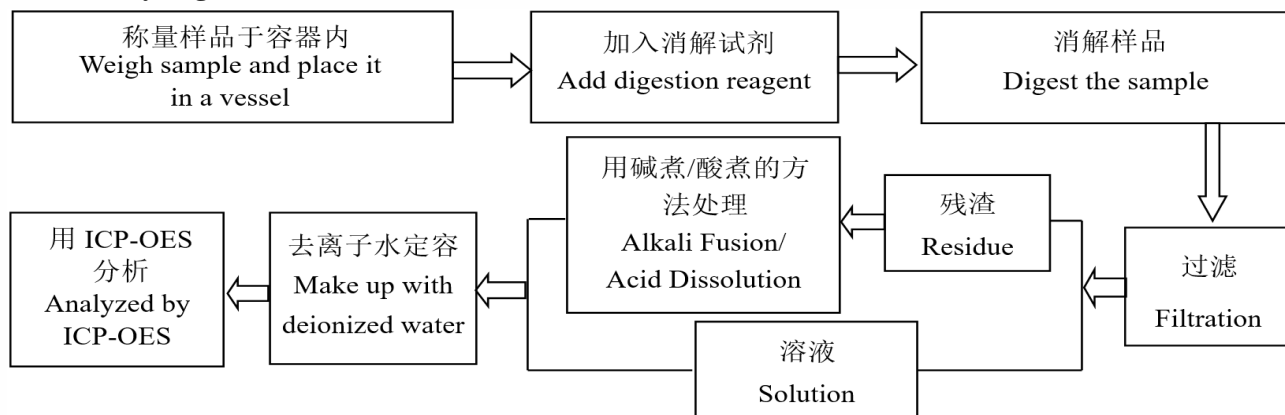 称量样品于容器内
Weigh sample and place it
in a vessel
加入消解试剂
Add digestion reagent
消解样品
Digest the sample
过滤
Filtration
残渣
Residue
用碱煮/酸煮的方
法处理
Alkali Fusion/
Acid Dissolution
溶液
Solution
去离子水定容
Make up with
deionized water
用 ICP-OES
分析
Analyzed by
ICP-OES